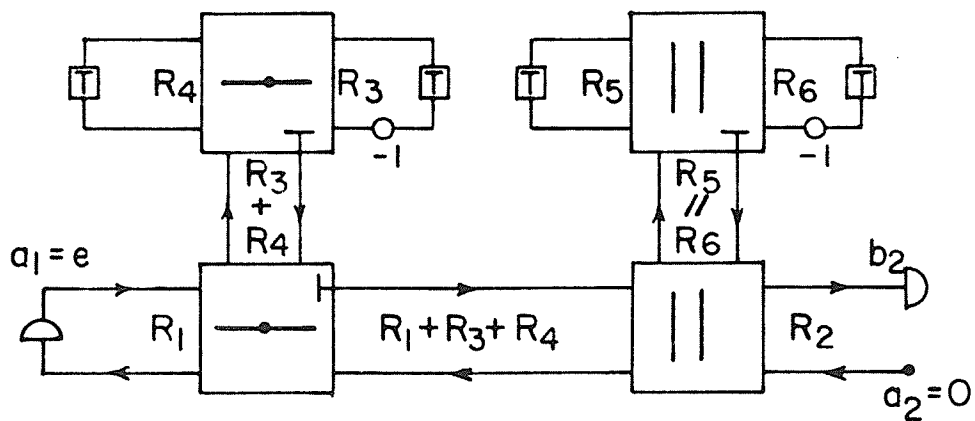 T R₄ R₃ T T R₅ R₆ T
-1 -1
R₃ + R₄
R₅ // R₆
a₁ = e
b₂
R₁
R₁ + R₃ + R₄
R₂
a₂ = 0